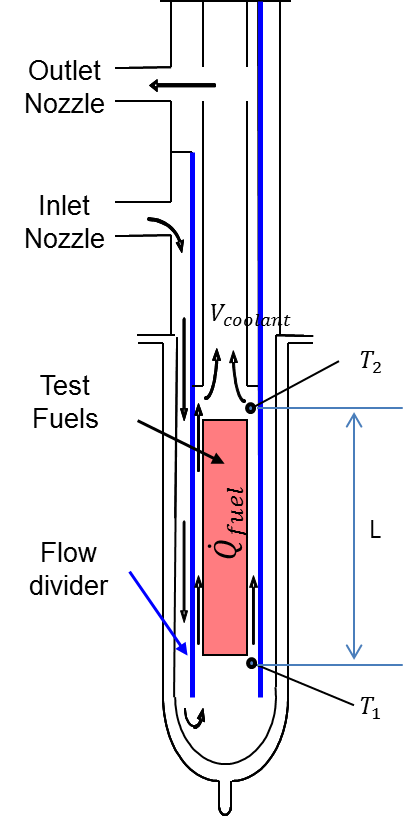 Outlet
Nozzle
Inlet
Nozzle
V_coolant
T_2
Test
Fuels
Q̇_fuel
L
Flow
divider
T_1